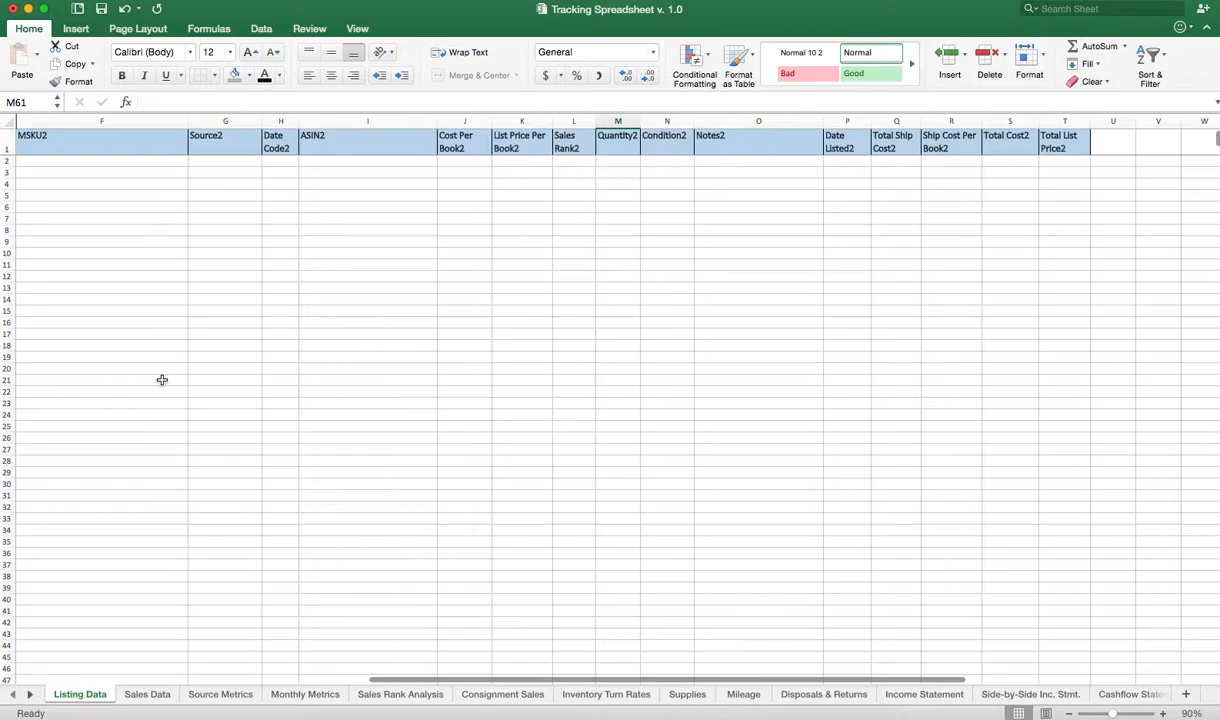 Tracking Spreadsheet v. 1.0
Search Sheet
Home Insert Page Layout Formulas Data Review View
Paste Cut Copy Format
Calibri (Body) 12 A A
B I U A
Wrap Text
Merge & Center
General
$ % )
Conditional Formatting
Format as Table
Normal 10 2 Normal
Bad Good
Insert Delete Format
AutoSum
Fill
Clear
Sort & Filter
M61 fx
F G H I J K L M N O P Q R S T U V W
1 MSKU2 Source2 Date Code2 ASIN2 Cost Per Book2 List Price Per Book2 Sales Rank2 Quantity2 Condition2 Notes2 Date Listed2 Total Ship Cost2 Ship Cost Per Book2 Total Cost2 Total List Price2
2
3
4
5
6
7
8
9
10
11
12
13
14
15
16
17
18
19
20
21
22
23
24
25
26
27
28
29
30
31
32
33
34
35
36
37
38
39
40
41
42
43
44
45
46
47
Listing Data Sales Data Source Metrics Monthly Metrics Sales Rank Analysis Consignment Sales Inventory Turn Rates Supplies Mileage Disposals & Returns Income Statement Side-by-Side Inc. Stmt. Cashflow State
Ready 90%